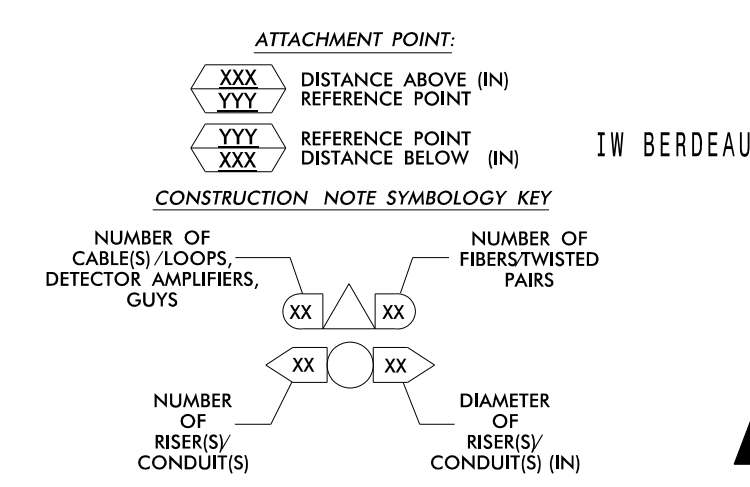 ATTACHMENT POINT:
XXX
YYY
DISTANCE ABOVE (IN)
REFERENCE POINT
YYY
XXX
REFERENCE POINT
DISTANCE BELOW (IN)
IW BERDEAU
CONSTRUCTION NOTE SYMBOLOGY KEY
NUMBER OF
CABLE(S)/LOOPS,
DETECTOR AMPLIFIERS,
GUYS
NUMBER OF
FIBERS/TWISTED
PAIRS
XX
XX
XX
XX
NUMBER
OF
RISER(S)/
CONDUIT(S)
DIAMETER
OF
RISER(S)/
CONDUIT(S) (IN)